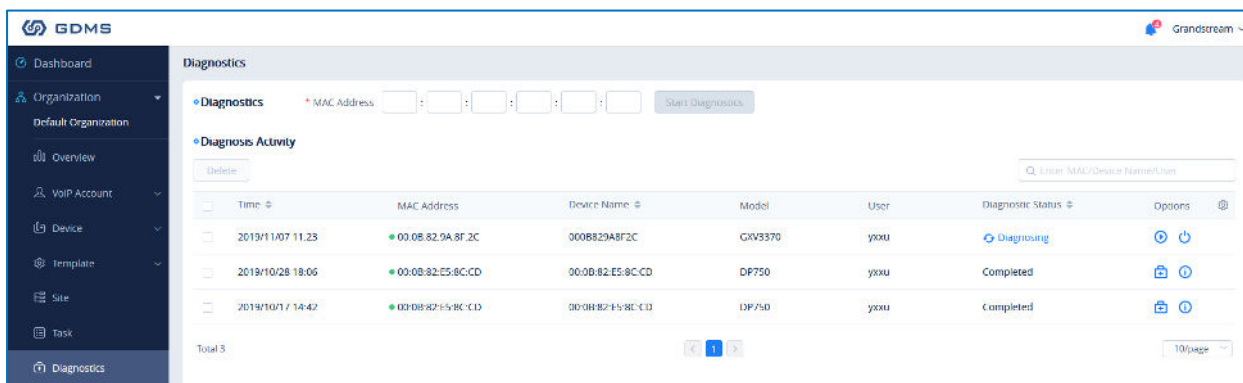 GDMS
4
Grandstream
Dashboard
Diagnostics
Organization
Default Organization
Diagnostics * MAC Address : : : : : Start Diagnostics
Diagnosis Activity
Overview
Delete
Enter MAC/Device Name/User
VoIP Account
Time MAC Address Device Name Model User Diagnostic Status Options
Device
2019/11/07 11:23 00:0B:82:9A:8F:2C 000B829A8F2C GXV3370 yxxu Diagnosing
Template
2019/10/28 18:06 00:0B:82:E5:8C:CD 00:0B:82:E5:8C:CD DP750 yxxu Completed
Site
2019/10/17 14:42 00:0B:82:E5:8C:CD 00:0B:82:E5:8C:CD DP750 yxxu Completed
Task
Total 3 < 1 > 10/page
Diagnostics